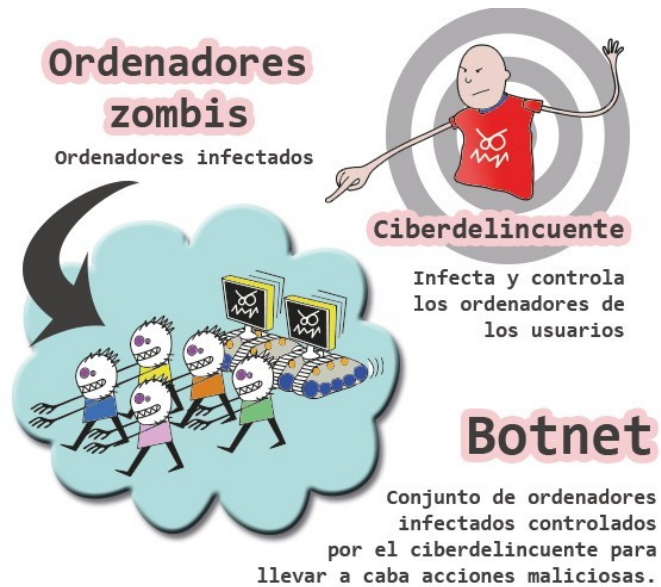 Ordenadores
zombis
Ordenadores infectados
Ciberdelincuente
Infecta y controla
los ordenadores de
los usuarios
Botnet
Conjunto de ordenadores
infectados controlados
por el ciberdelincuente para
llevar a caba acciones maliciosas.